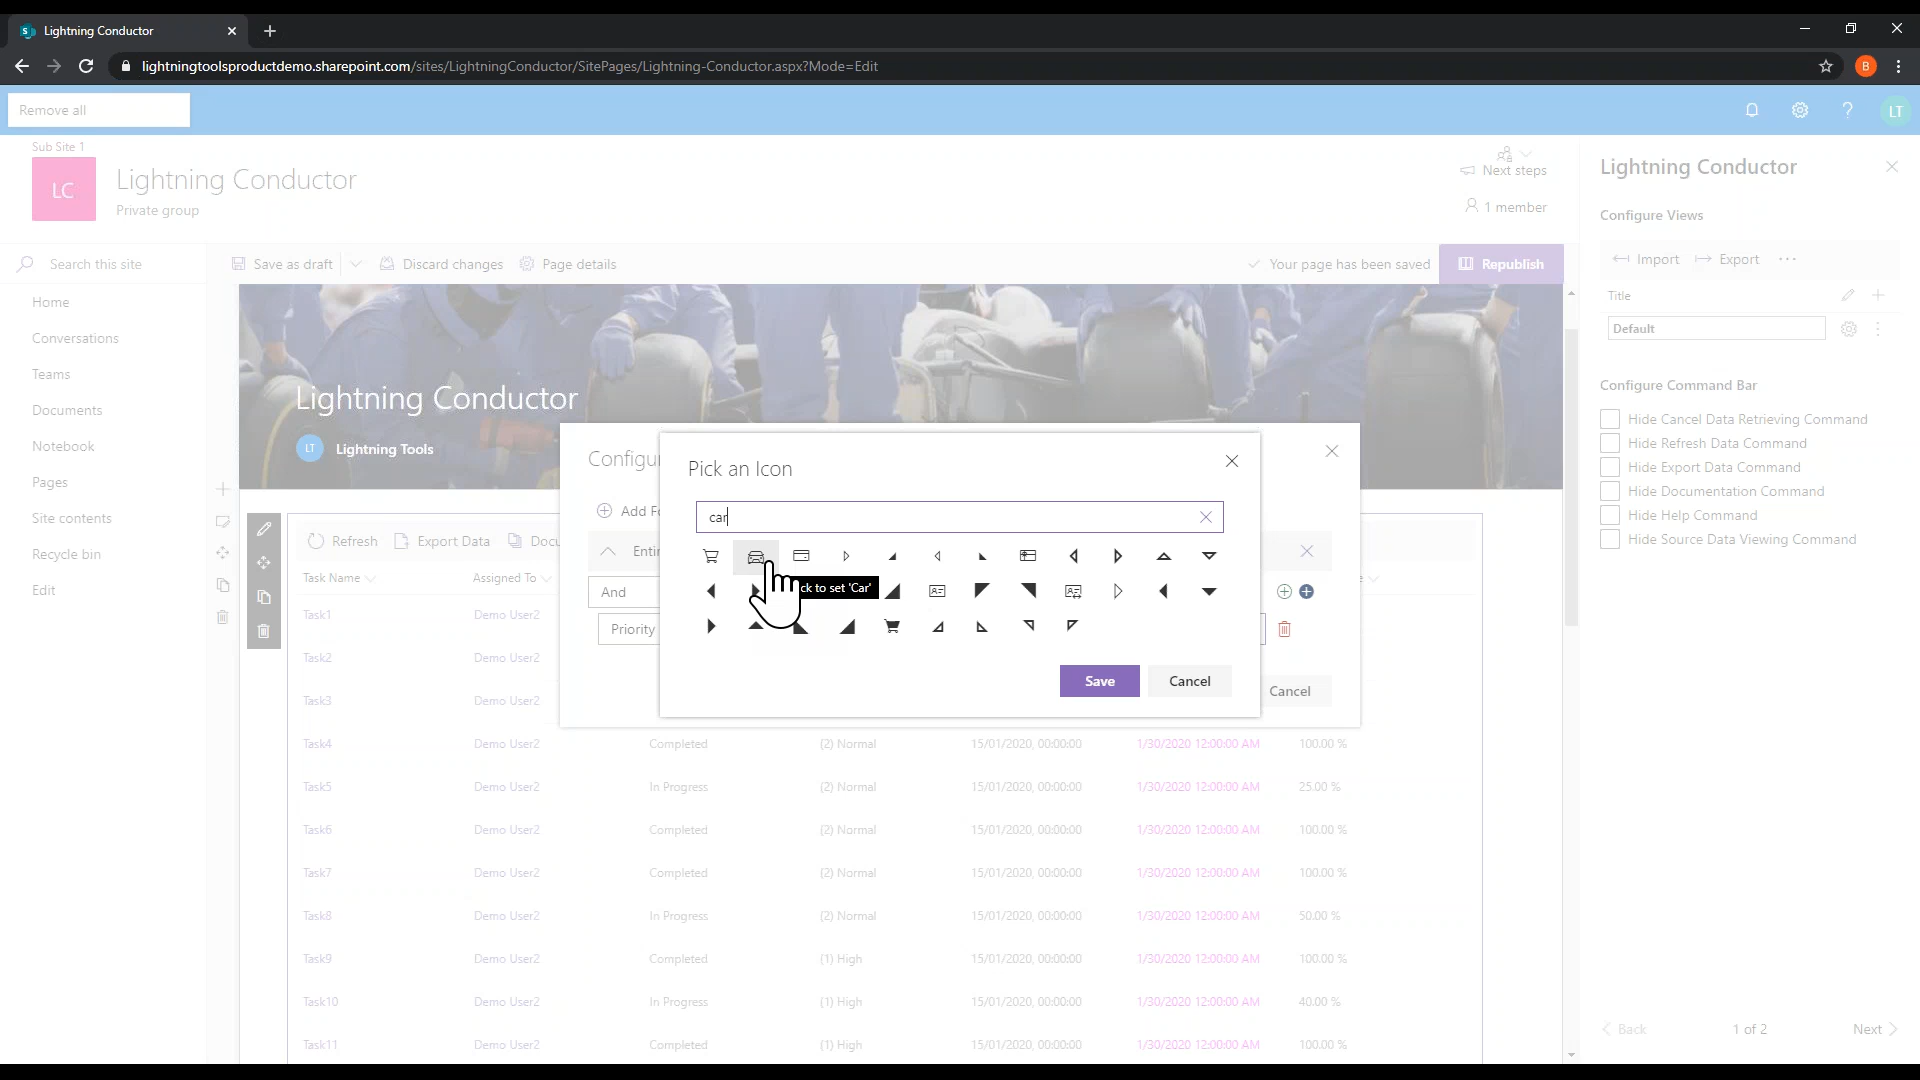 Lightning Conductor
lightningtoolsproductdemo.sharepoint.com/sites/LightningConductor/SitePages/Lightning-Conductor.aspx?Mode=Edit
B
Remove all
LT
Sub Site 1
LC
Lightning Conductor
Private group
Next steps
1 member
Search this site
Save as draft
Discard changes
Page details
Your page has been saved
Republish
Home
Conversations
Teams
Documents
Notebook
Pages
Site contents
Recycle bin
Edit
Lightning Conductor
LT
Lightning Tools
Refresh
Export Data
Docu
Task Name
Assigned To
Task1 Demo User2
Task2 Demo User2
Task3 Demo User2
Task4 Demo User2 Completed (2) Normal 15/01/2020, 00:00:00 1/30/2020 12:00:00 AM 100.00 %
Task5 Demo User2 In Progress (2) Normal 15/01/2020, 00:00:00 1/30/2020 12:00:00 AM 25.00 %
Task6 Demo User2 Completed (2) Normal 15/01/2020, 00:00:00 1/30/2020 12:00:00 AM 100.00 %
Task7 Demo User2 Completed (2) Normal 15/01/2020, 00:00:00 1/30/2020 12:00:00 AM 100.00 %
Task8 Demo User2 In Progress (2) Normal 15/01/2020, 00:00:00 1/30/2020 12:00:00 AM 50.00 %
Task9 Demo User2 Completed (1) High 15/01/2020, 00:00:00 1/30/2020 12:00:00 AM 100.00 %
Task10 Demo User2 In Progress (1) High 15/01/2020, 00:00:00 1/30/2020 12:00:00 AM 40.00 %
Task11 Demo User2 Completed (1) High 15/01/2020, 00:00:00 1/30/2020 12:00:00 AM 100.00 %
Configu
Add Fo
Enti
And
Priority
Cancel
Pick an Icon
car
ck to set 'Car'
Save
Cancel
Lightning Conductor
Configure Views
Import
Export
Title
Default
Configure Command Bar
Hide Cancel Data Retrieving Command
Hide Refresh Data Command
Hide Export Data Command
Hide Documentation Command
Hide Help Command
Hide Source Data Viewing Command
Back
1 of 2
Next